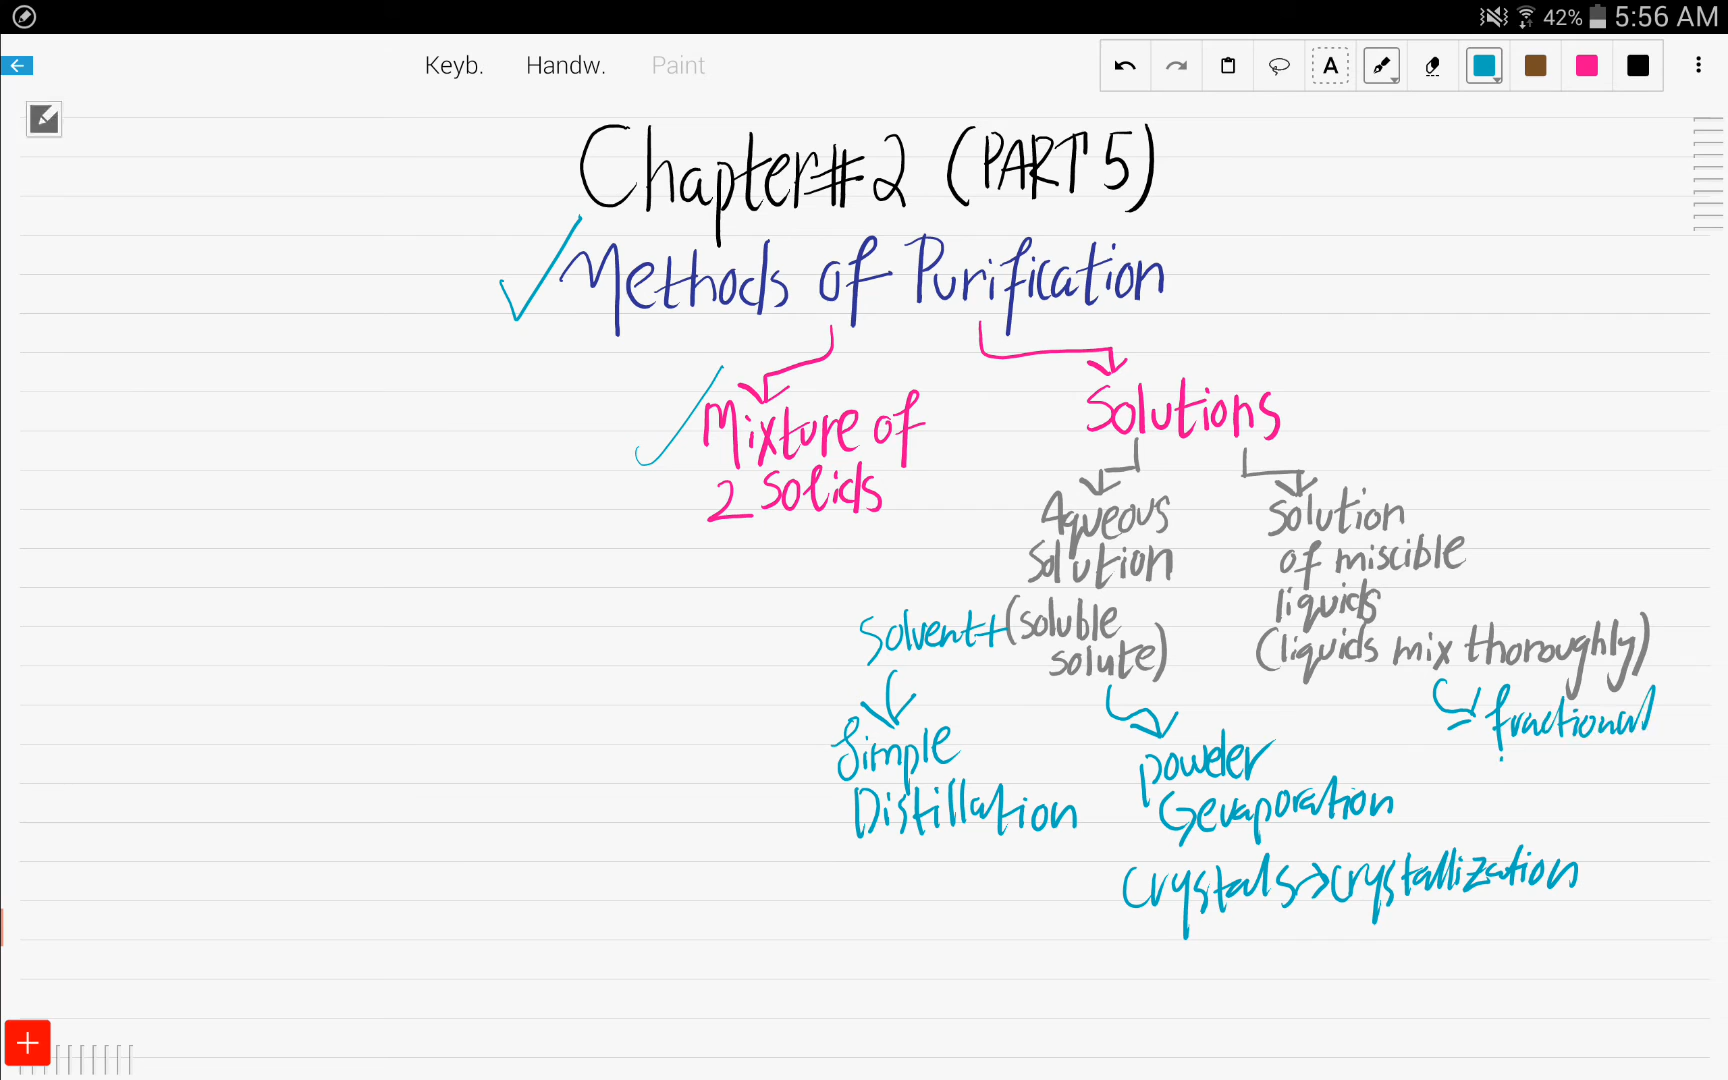 42% 5:56 AM
Keyb. Handw. Paint
A
Chapter#2 (PART 5)
Methods of Purification
Mixture of
2 solids
Solutions
Aqueous
solution
(soluble
solute)
Solution
of miscible
liquids
(liquids mix thoroughly)
Solvent+
Simple
Distillation
powder
evaporation
Crystals→crystallization
fractional